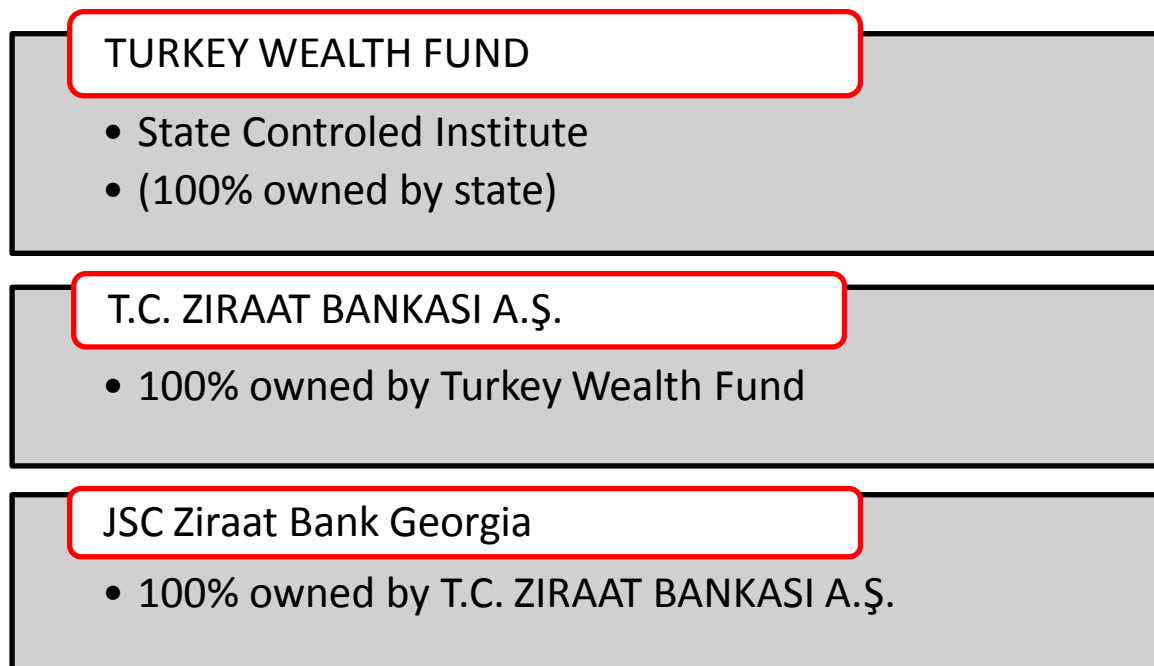 TURKEY WEALTH FUND
• State Controled Institute
• (100% owned by state)
T.C. ZIRAAT BANKASI A.Ş.
• 100% owned by Turkey Wealth Fund
JSC Ziraat Bank Georgia
• 100% owned by T.C. ZIRAAT BANKASI A.Ş.